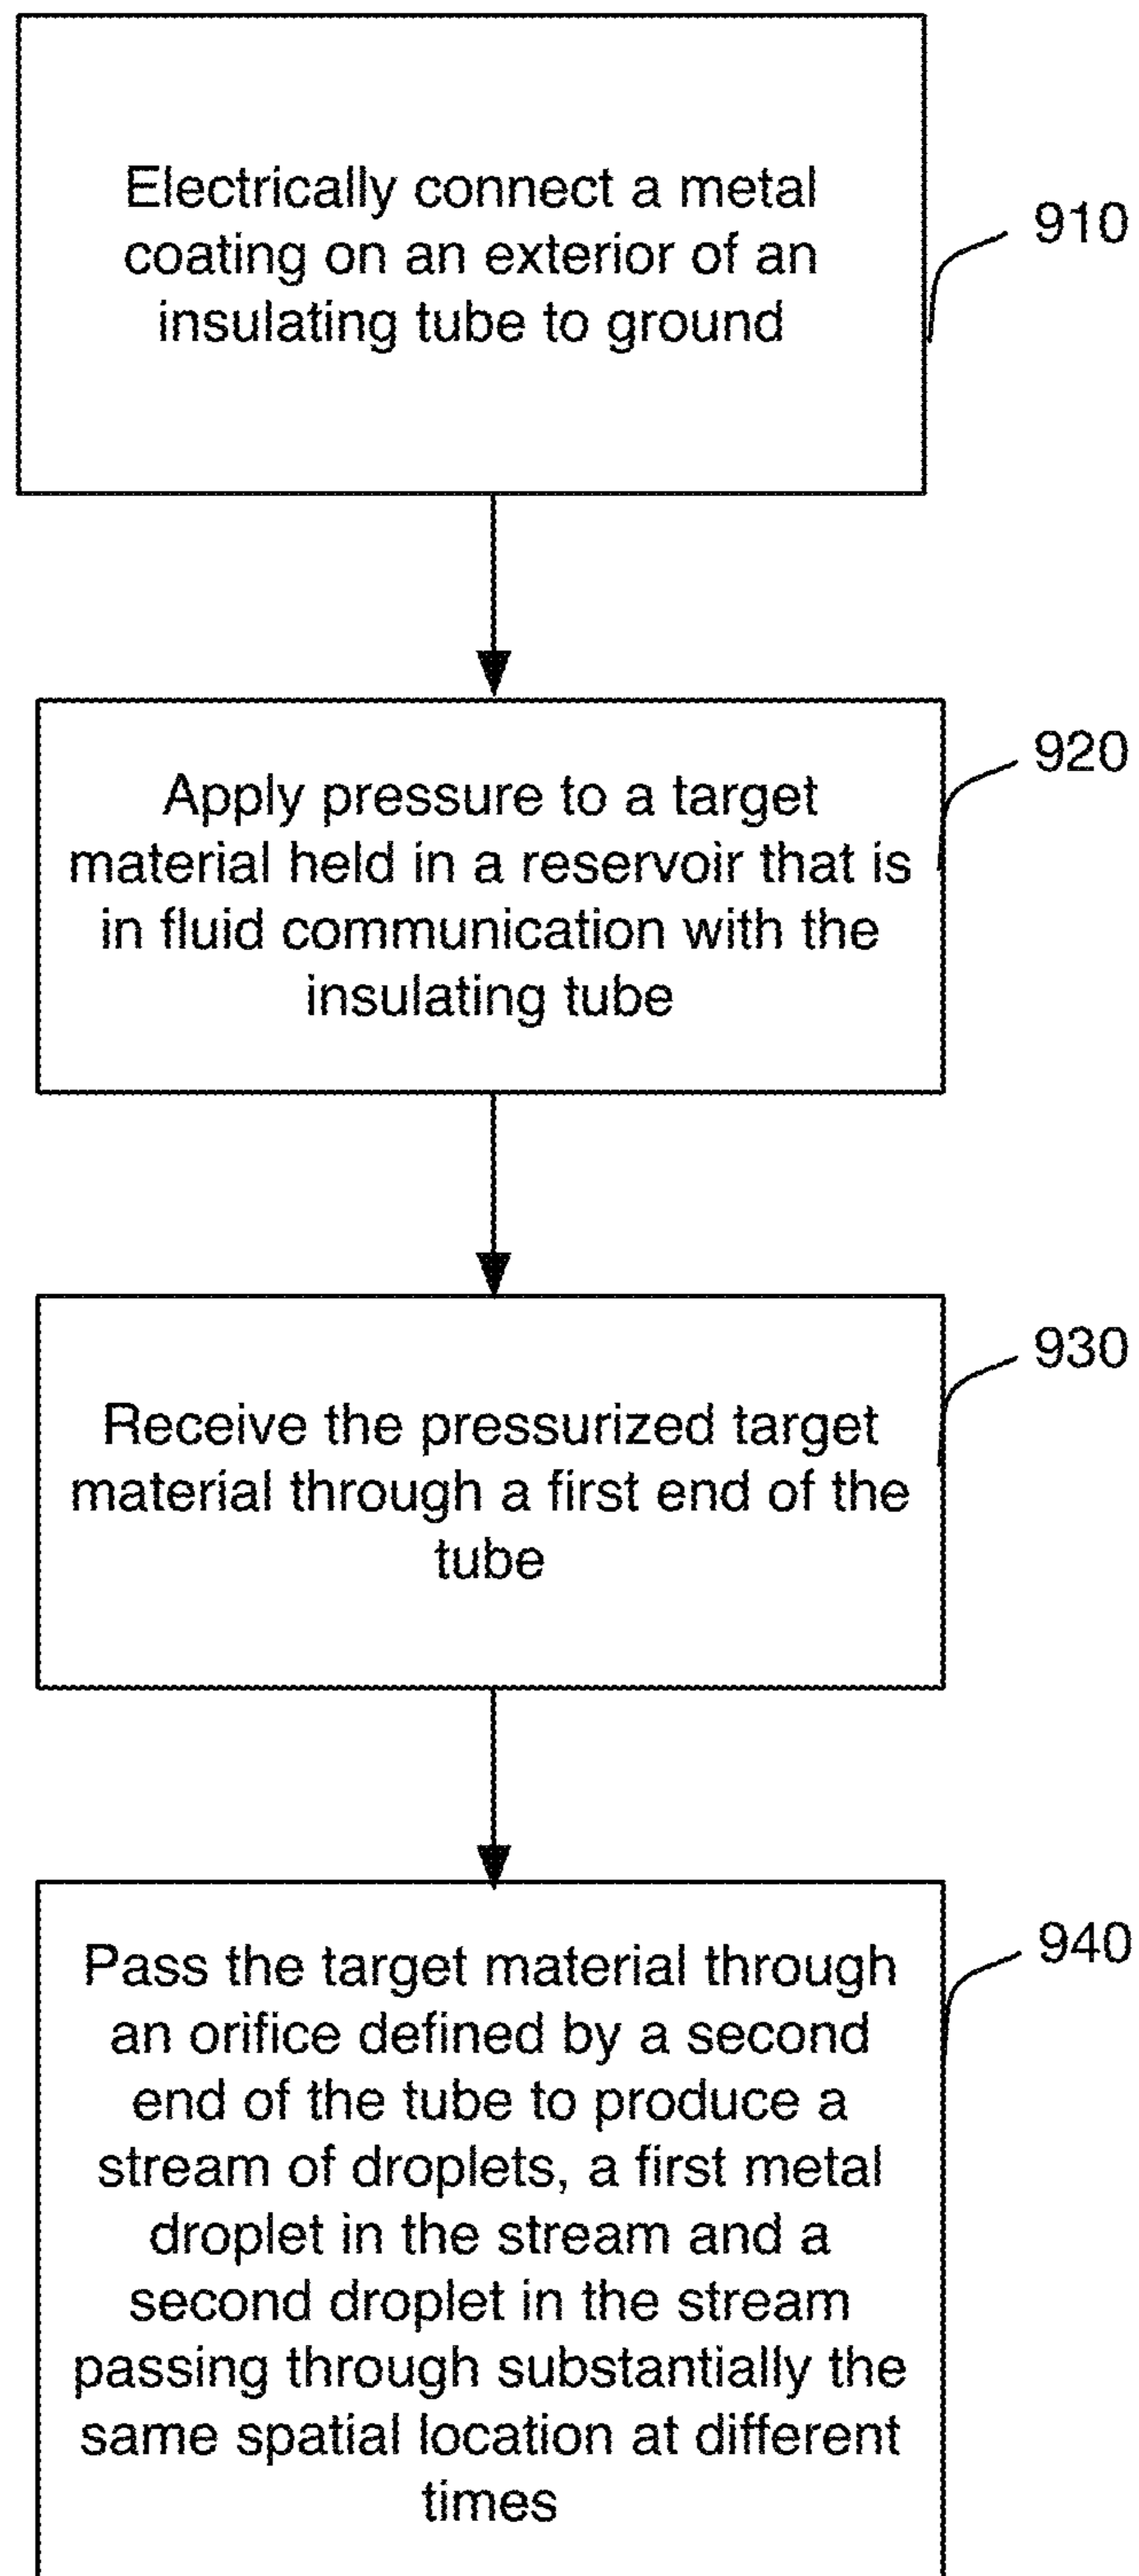 Electrically connect a metal
coating on an exterior of an
insulating tube to ground
910
Apply pressure to a target
material held in a reservoir that is
in fluid communication with the
insulating tube
920
Receive the pressurized target
material through a first end of the
tube
930
Pass the target material through
an orifice defined by a second
end of the tube to produce a
stream of droplets, a first metal
droplet in the stream and a
second droplet in the stream
passing through substantially the
same spatial location at different
times
940